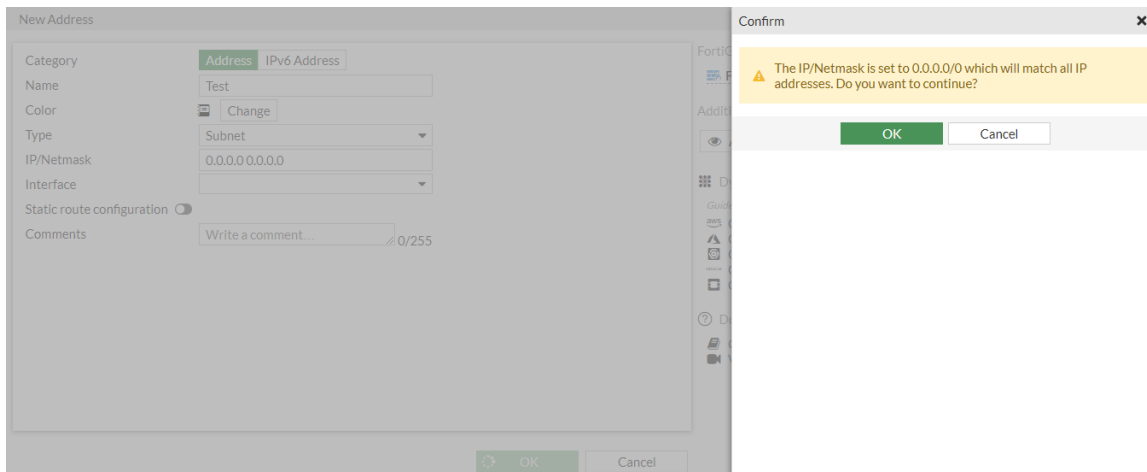 New Address
Category
Address
IPv6 Address
Name
Test
Color
Change
Type
Subnet
IP/Netmask
0.0.0.0 0.0.0.0
Interface
Static route configuration
Comments
Write a comment...
0/255
OK
Cancel
Confirm
The IP/Netmask is set to 0.0.0.0/0 which will match all IP
addresses. Do you want to continue?
OK
Cancel